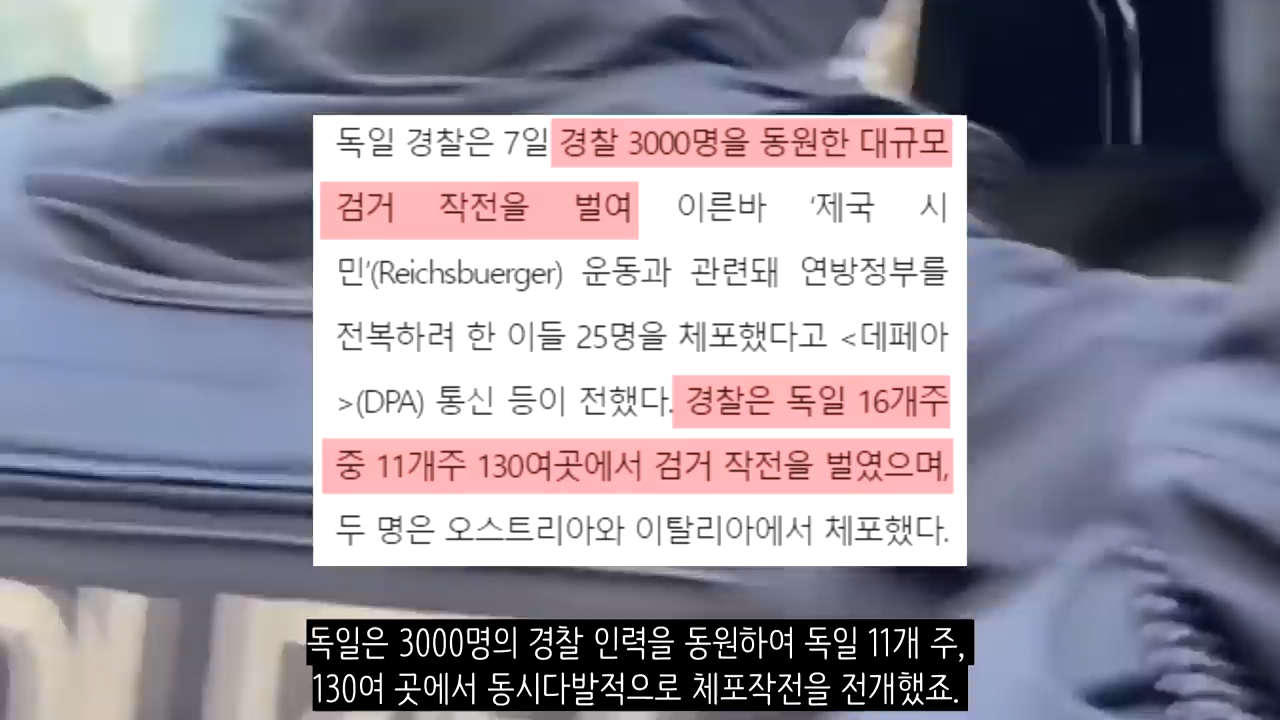 독일 경찰은 7일 경찰 3000명을 동원한 대규모
검거 작전을 벌여 이른바 ‘제국 시
민’(Reichsbuerger) 운동과 관련돼 연방정부를
전복하려 한 이들 25명을 체포했다고 <데페아
>(DPA) 통신 등이 전했다. 경찰은 독일 16개주
중 11개주 130여곳에서 검거 작전을 벌였으며,
두 명은 오스트리아와 이탈리아에서 체포했다.
독일은 3000명의 경찰 인력을 동원하여 독일 11개 주,
130여 곳에서 동시다발적으로 체포작전을 전개했죠.